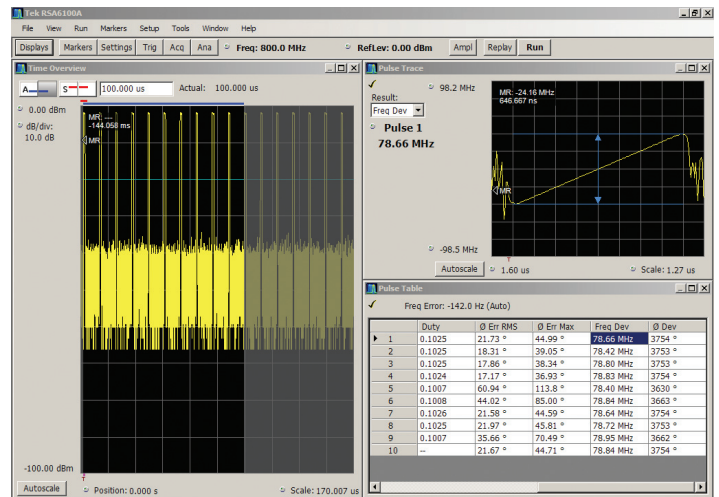 Tek RSA6100A
File View Run Markers Setup Tools Window Help
Displays Markers Settings Trig Acq Ana Freq: 800.0 MHz RefLev: 0.00 dBm Ampl Replay Run
Time Overview
A S 100.000 us Actual: 100.000 us
0.00 dBm
dB/div:
10.0 dB
MR: ---
-144.058 ms
MR
-100.00 dBm
Autoscale Position: 0.000 s Scale: 170.007 us
Pulse Trace
Result:
Freq Dev
Pulse 1
78.66 MHz
98.2 MHz
MR: -24.16 MHz
646.667 ns
MR
-98.5 MHz
Autoscale 1.60 us Scale: 1.27 us
Pulse Table
Freq Error: -142.0 Hz (Auto)
Duty Ø Err RMS Ø Err Max Freq Dev Ø Dev
1 0.1025 21.73 ° 44.99 ° 78.66 MHz 3754 °
2 0.1025 18.31 ° 39.05 ° 78.42 MHz 3753 °
3 0.1025 17.86 ° 38.34 ° 78.80 MHz 3753 °
4 0.1024 17.17 ° 36.93 ° 78.83 MHz 3754 °
5 0.1007 60.94 ° 113.8 ° 78.40 MHz 3630 °
6 0.1008 44.02 ° 85.00 ° 78.84 MHz 3663 °
7 0.1026 21.58 ° 44.59 ° 78.64 MHz 3754 °
8 0.1025 21.97 ° 45.81 ° 78.72 MHz 3753 °
9 0.1007 35.66 ° 70.49 ° 78.95 MHz 3662 °
10 -- 21.67 ° 44.71 ° 78.84 MHz 3754 °